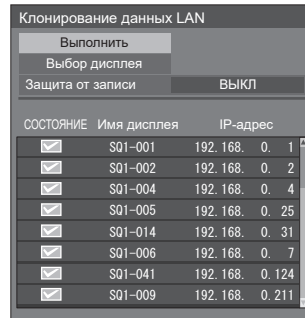 Клонирование данных LAN
Выполнить
Выбор дисплея
Защита от записи ВЫКЛ
СОСТОЯНИЕ Имя дисплея IP-адрес
SQ1-001 192. 168. 0. 1
SQ1-002 192. 168. 0. 2
SQ1-004 192. 168. 0. 4
SQ1-005 192. 168. 0. 25
SQ1-014 192. 168. 0. 31
SQ1-006 192. 168. 0. 7
SQ1-041 192. 168. 0. 124
SQ1-009 192. 168. 0. 211